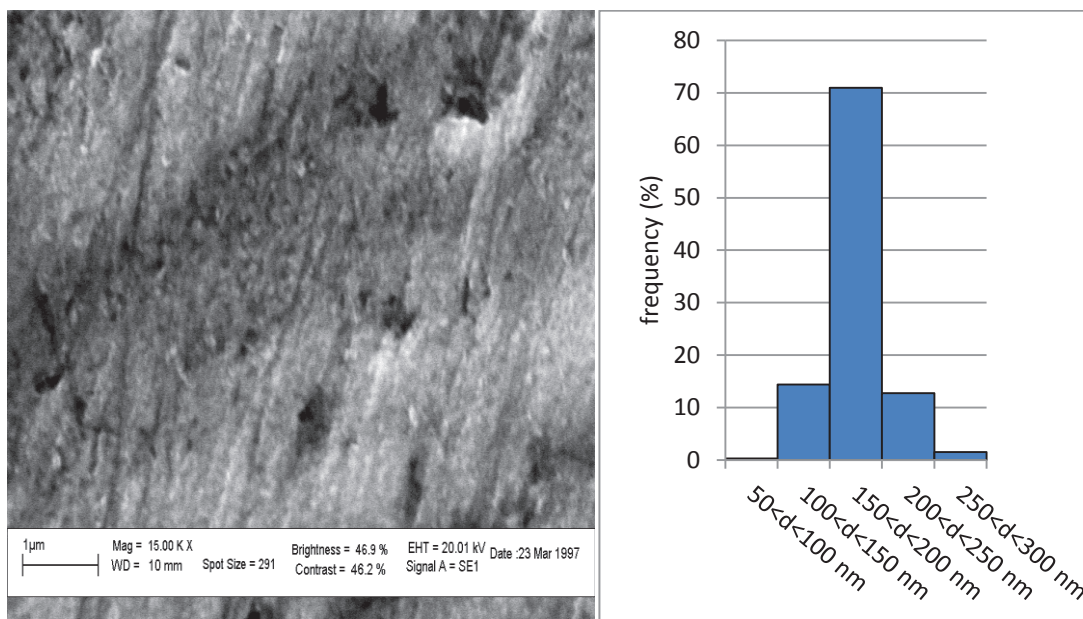 1µm
Mag = 15.00 K X
WD = 10 mm
Spot Size = 291
Brightness = 46.9 %
Contrast = 46.2 %
EHT = 20.01 kV
Signal A = SE1
Date :23 Mar 1997
80
70
60
50
40
30
20
10
0
frequency (%)
50<d<100 nm
100<d<150 nm
150<d<200 nm
200<d<250 nm
250<d<300 nm